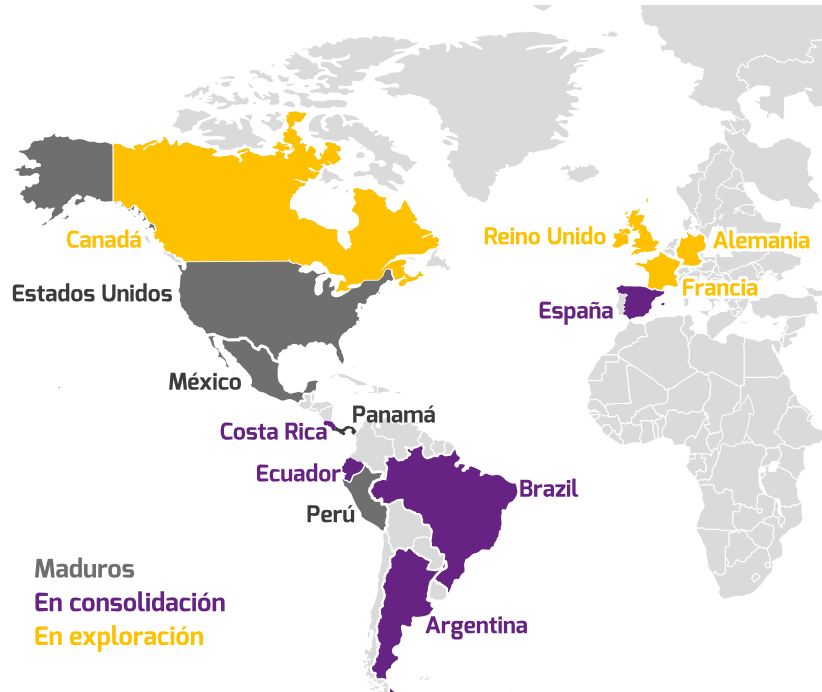 Canadá
Reino Unido
Alemania
Estados Unidos
Francia
España
México
Panamá
Costa Rica
Ecuador
Brazil
Perú
Maduros
En consolidación
Argentina
En exploración